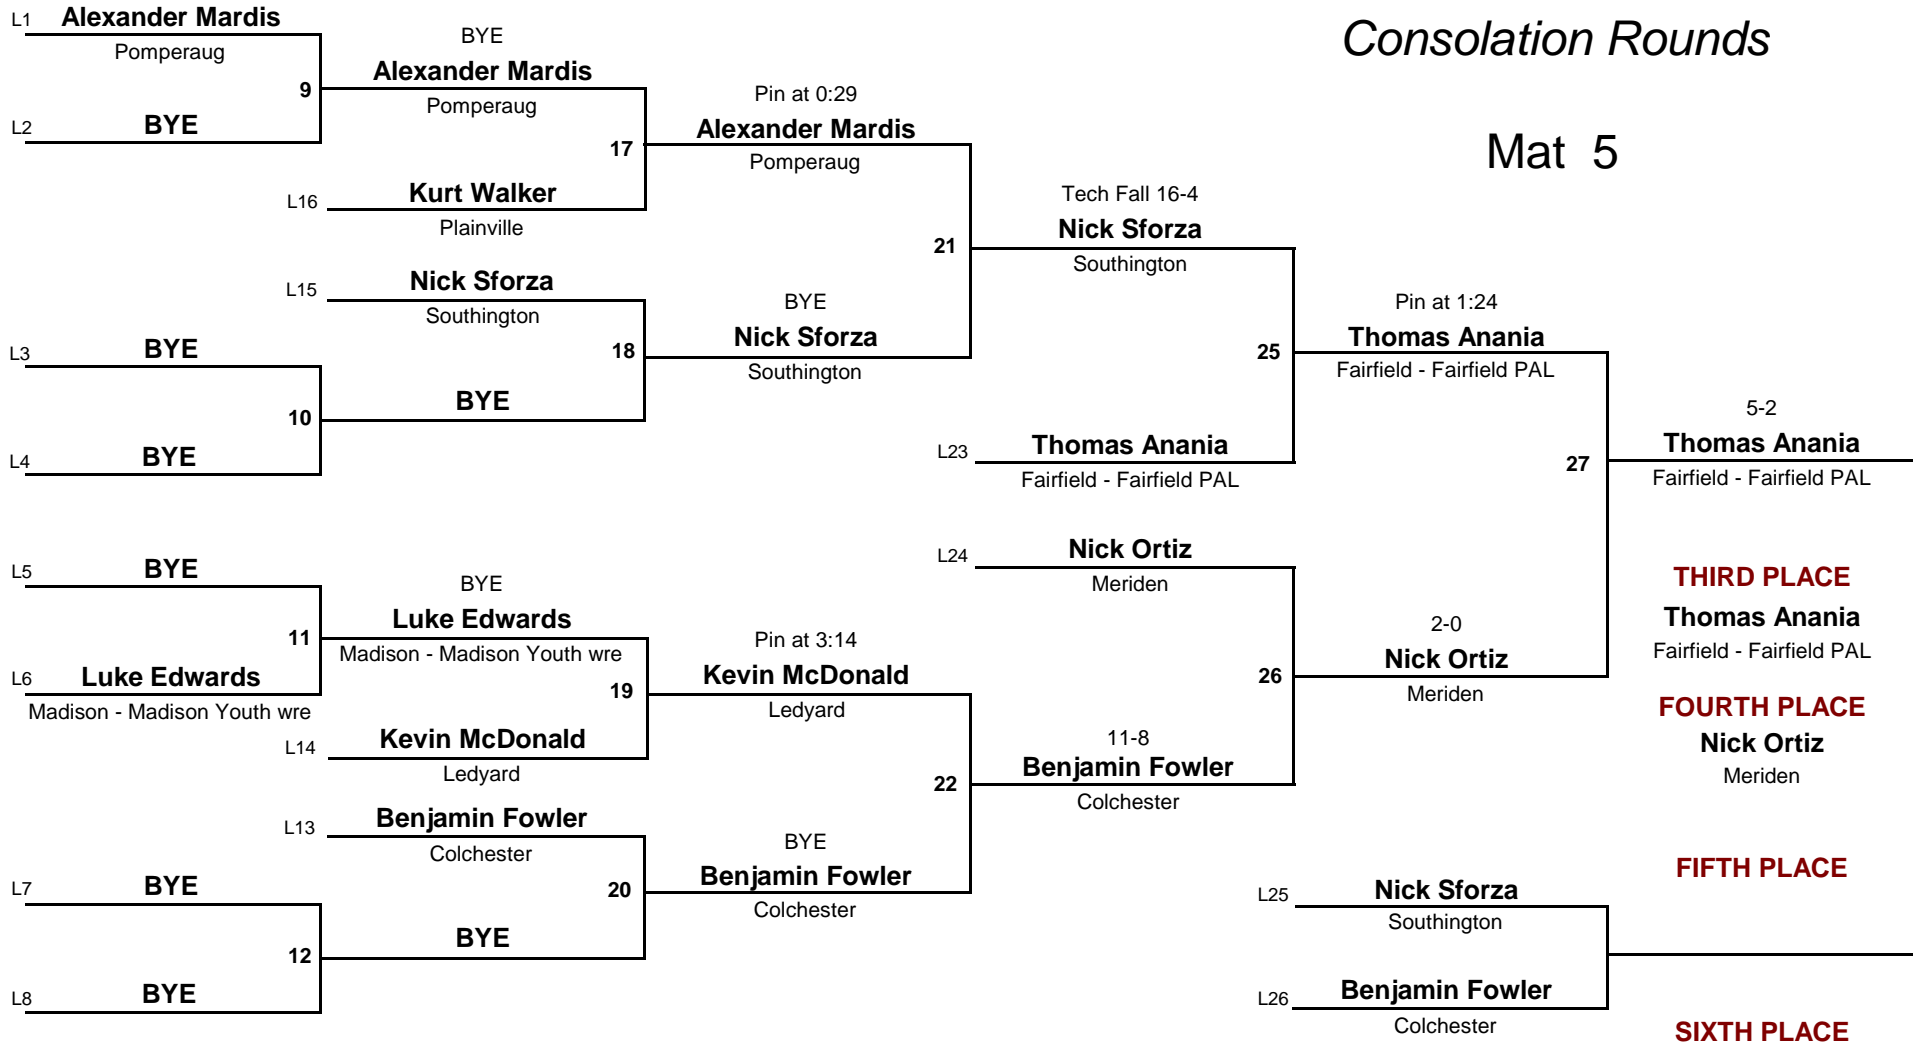 Consolation Rounds
Mat 5
L1 Alexander Mardis
Pomperaug
9
L2 BYE
BYE
Alexander Mardis
Pomperaug
17
L16 Kurt Walker
Plainville
Pin at 0:29
Alexander Mardis
Pomperaug
21
L15 Nick Sforza
Southington
18
L3 BYE
10
L4 BYE
BYE
BYE
Nick Sforza
Southington
Tech Fall 16-4
Nick Sforza
Southington
25
L23 Thomas Anania
Fairfield - Fairfield PAL
Pin at 1:24
Thomas Anania
Fairfield - Fairfield PAL
27
5-2
Thomas Anania
Fairfield - Fairfield PAL
L5 BYE
11
L6 Luke Edwards
Madison - Madison Youth wre
BYE
Luke Edwards
Madison - Madison Youth wre
19
L14 Kevin McDonald
Ledyard
Pin at 3:14
Kevin McDonald
Ledyard
22
L13 Benjamin Fowler
Colchester
20
L7 BYE
12
L8 BYE
BYE
BYE
Benjamin Fowler
Colchester
L24 Nick Ortiz
Meriden
26
11-8
Benjamin Fowler
Colchester
2-0
Nick Ortiz
Meriden
THIRD PLACE
Thomas Anania
Fairfield - Fairfield PAL
FOURTH PLACE
Nick Ortiz
Meriden
L25 Nick Sforza
Southington
L26 Benjamin Fowler
Colchester
FIFTH PLACE
SIXTH PLACE